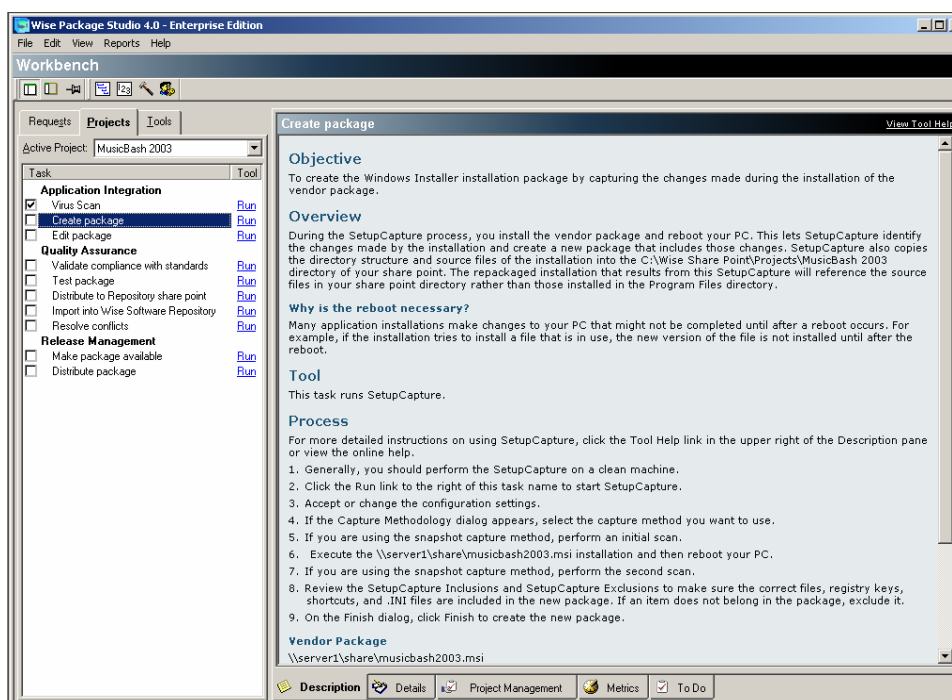 Wise Package Studio 4.0 - Enterprise Edition
File Edit View Reports Help
Workbench
Requests Projects Tools
Active Project: MusicBash 2003
Task Tool
Application Integration
Virus Scan Run
Create package Run
Edit package Run
Quality Assurance
Validate compliance with standards Run
Test package Run
Distribute to Repository share point Run
Import into Wise Software Repository Run
Resolve conflicts Run
Release Management
Make package available Run
Distribute package Run
Create package View Tool Help
Objective
To create the Windows Installer installation package by capturing the changes made during the installation of the
vendor package.
Overview
During the SetupCapture process, you install the vendor package and reboot your PC. This lets SetupCapture identify
the changes made by the installation and create a new package that includes those changes. SetupCapture also copies
the directory structure and source files of the installation into the C:\Wise Share Point\Projects\MusicBash 2003
directory of your share point. The repackaged installation that results from this SetupCapture will reference the source
files in your share point directory rather than those installed in the Program Files directory.
Why is the reboot necessary?
Many application installations make changes to your PC that might not be completed until after a reboot occurs. For
example, if the installation tries to install a file that is in use, the new version of the file is not installed until after the
reboot.
Tool
This task runs SetupCapture.
Process
For more detailed instructions on using SetupCapture, click the Tool Help link in the upper right of the Description pane
or view the online help.
1. Generally, you should perform the SetupCapture on a clean machine.
2. Click the Run link to the right of this task name to start SetupCapture.
3. Accept or change the configuration settings.
4. If the Capture Methodology dialog appears, select the capture method you want to use.
5. If you are using the snapshot capture method, perform an initial scan.
6. Execute the \\server1\share\musicbash2003.msi installation and then reboot your PC.
7. If you are using the snapshot capture method, perform the second scan.
8. Review the SetupCapture Inclusions and SetupCapture Exclusions to make sure the correct files, registry keys,
shortcuts, and .INI files are included in the new package. If an item does not belong in the package, exclude it.
9. On the Finish dialog, click Finish to create the new package.
Vendor Package
\\server1\share\musicbash2003.msi
Description Details Project Management Metrics To Do